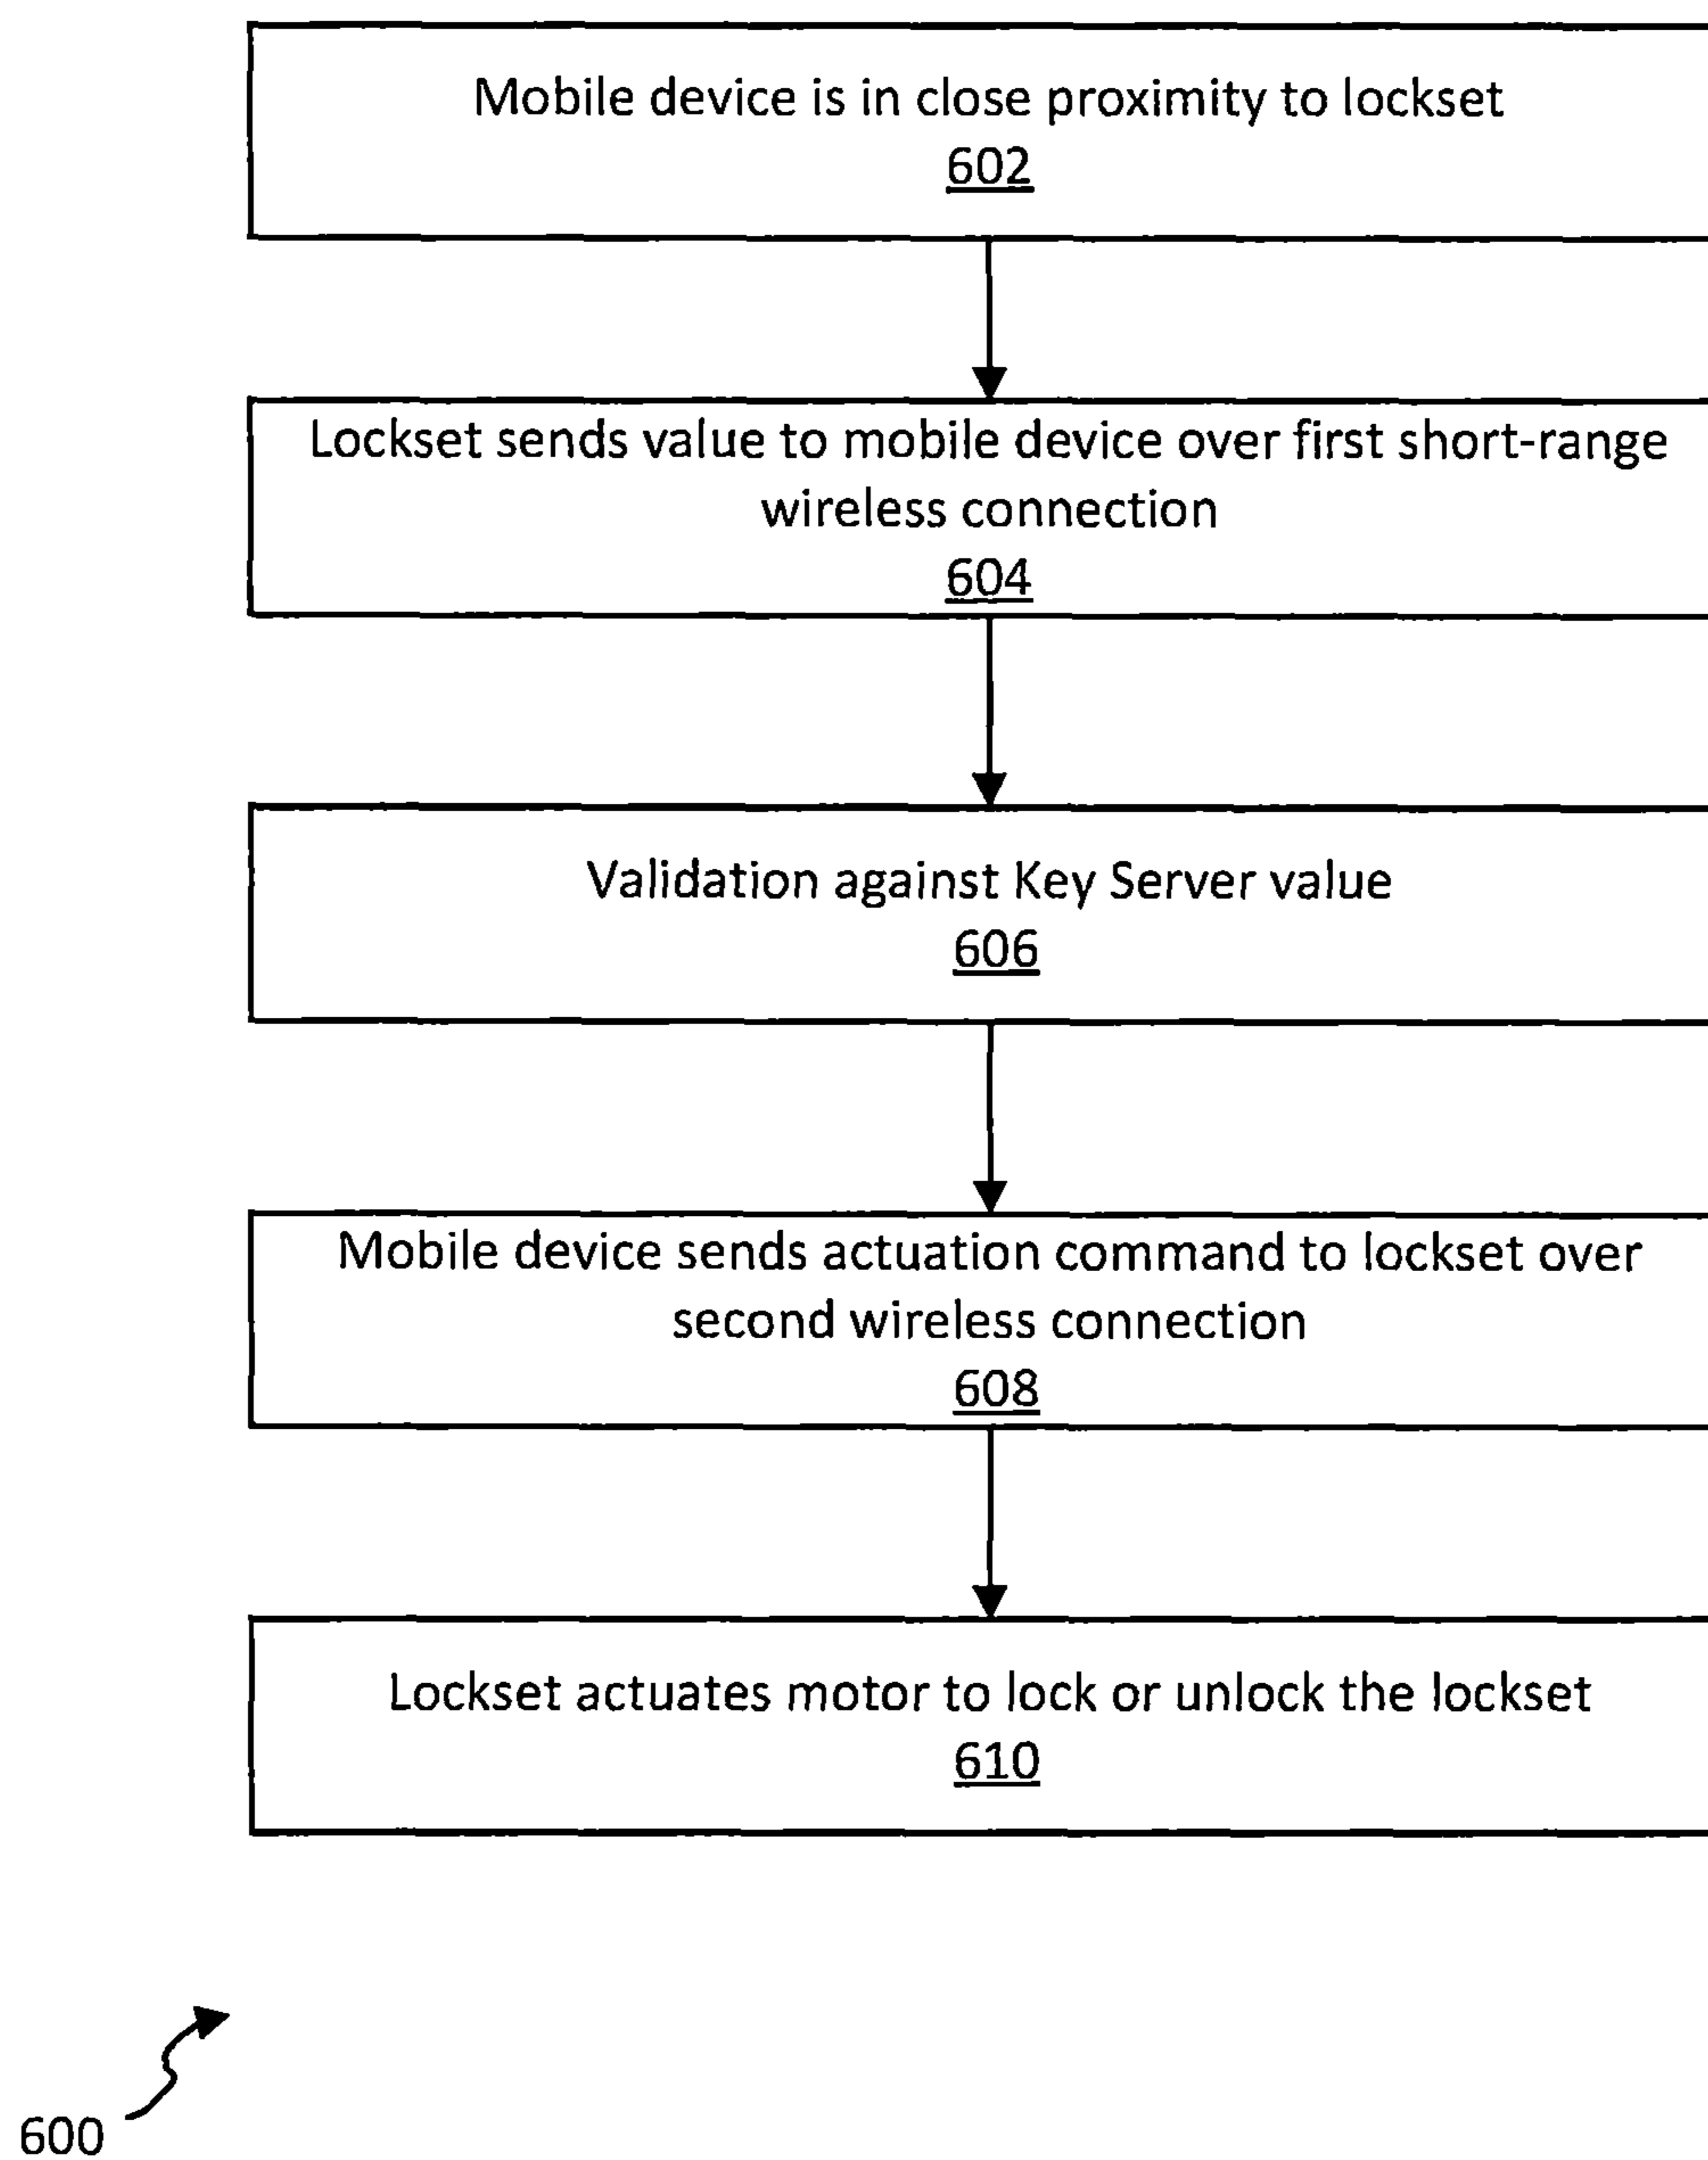 Mobile device is in close proximity to lockset
602
Lockset sends value to mobile device over first short-range
wireless connection
604
Validation against Key Server value
606
Mobile device sends actuation command to lockset over
second wireless connection
608
Lockset actuates motor to lock or unlock the lockset
610
600